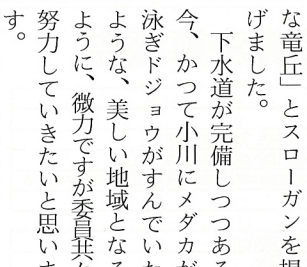 な竜丘」とスローガンを掲
げました。
下水道が完備しつつある
今、かつて小川にメダカが
泳ぎドジョウがすんでいた
ような、美しい地域となる
ように、微力ですが委員共々
努力していきたいと思いま
す。